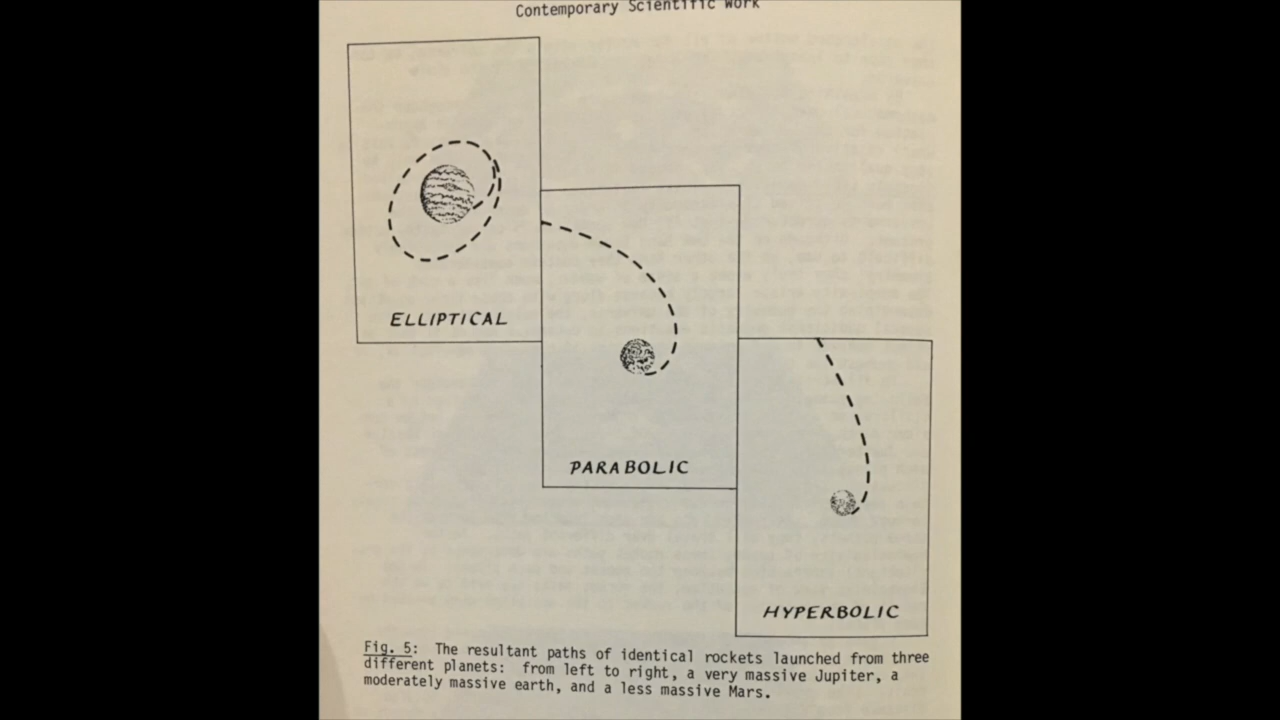 Contemporary Scientific Work
ELLIPTICAL
PARABOLIC
HYPERBOLIC
Fig. 5: The resultant paths of identical rockets launched from three
different planets: from left to right, a very massive Jupiter, a
moderately massive earth, and a less massive Mars.